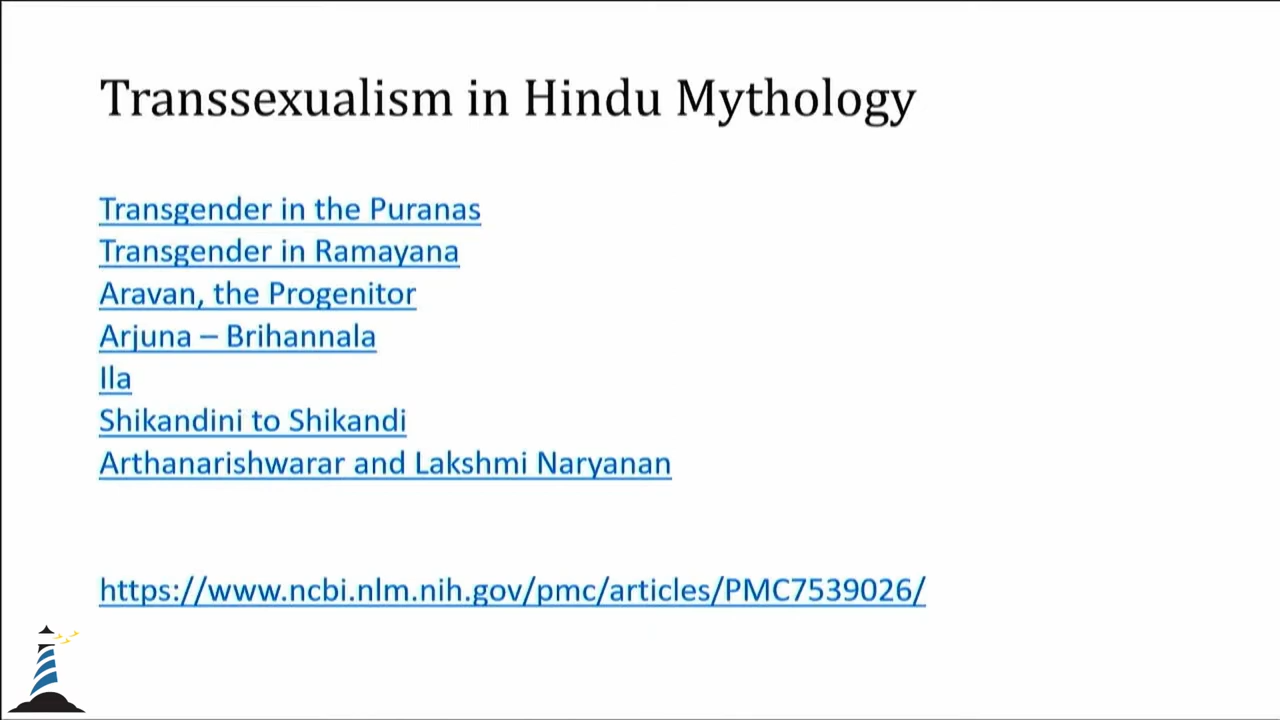 Transsexualism in Hindu Mythology
Transgender in the Puranas
Transgender in Ramayana
Aravan, the Progenitor
Arjuna – Brihannala
Ila
Shikandini to Shikandi
Arthanarishwarar and Lakshmi Naryanan
https://www.ncbi.nlm.nih.gov/pmc/articles/PMC7539026/